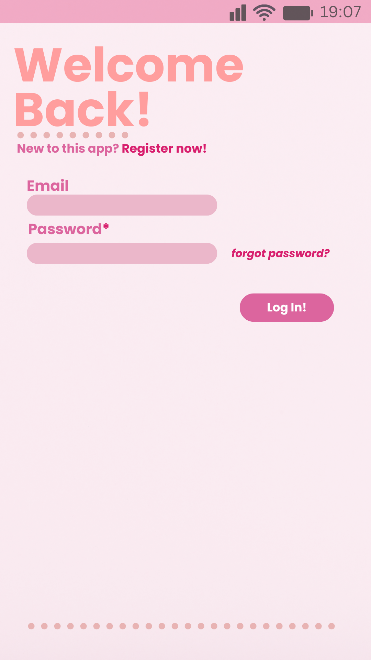 19:07
Welcome
Back!
New to this app? Register now!
Email
Password*
forgot password?
Log In!